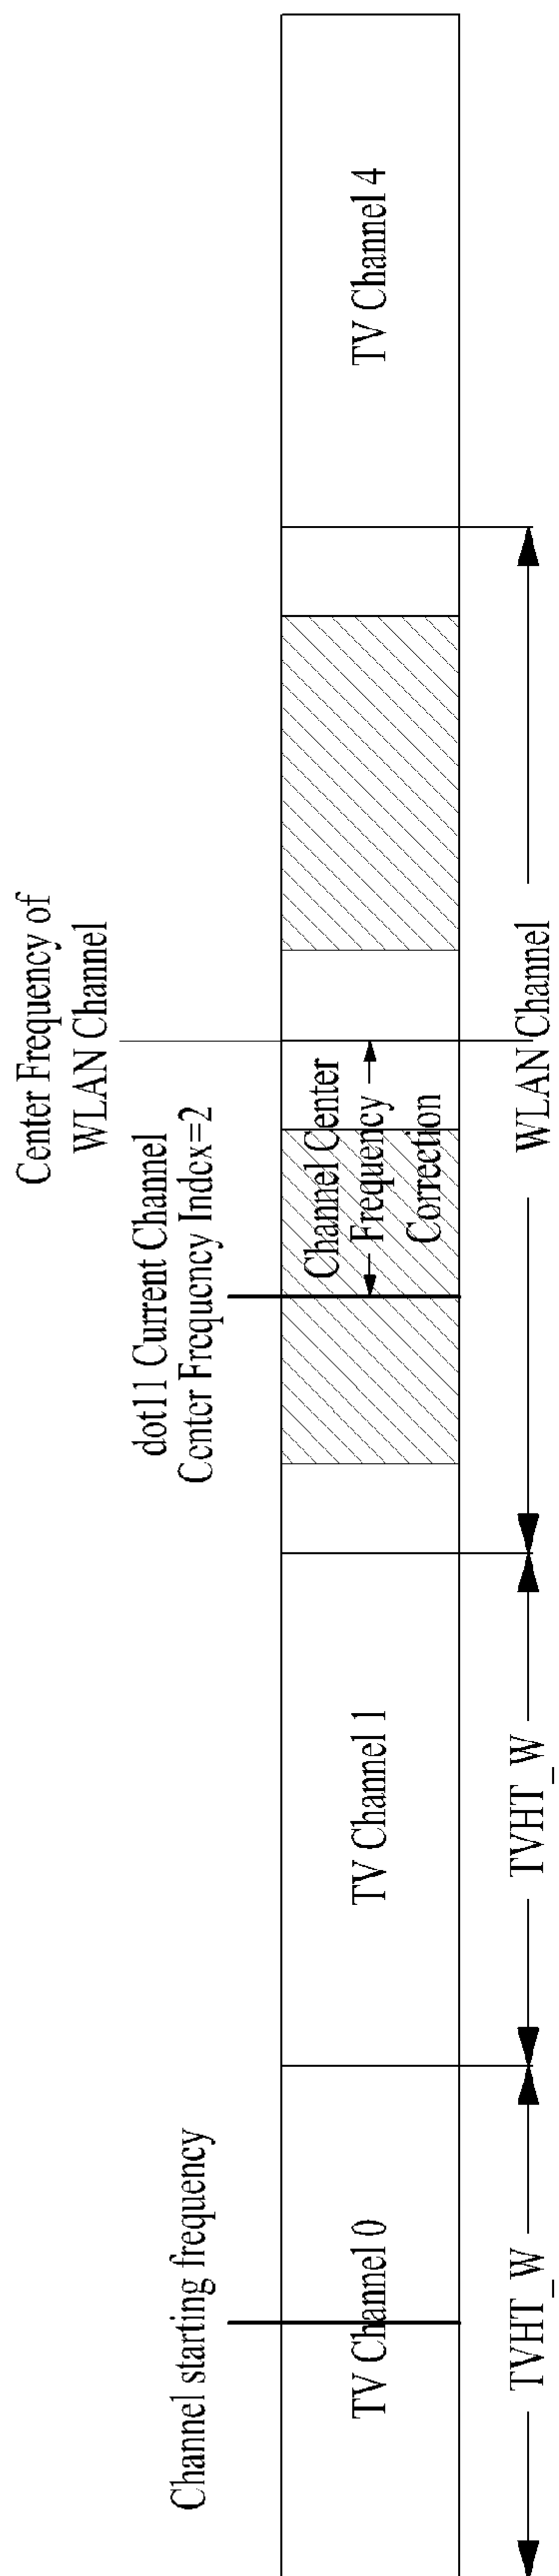 Channel starting frequency
dot11 Current Channel
Center Frequency Index=2
Center Frequency of
WLAN Channel
TV Channel 0
TV Channel 1
Channel Center
Frequency
Correction
TV Channel 4
TVHT_W
TVHT_W
WLAN Channel